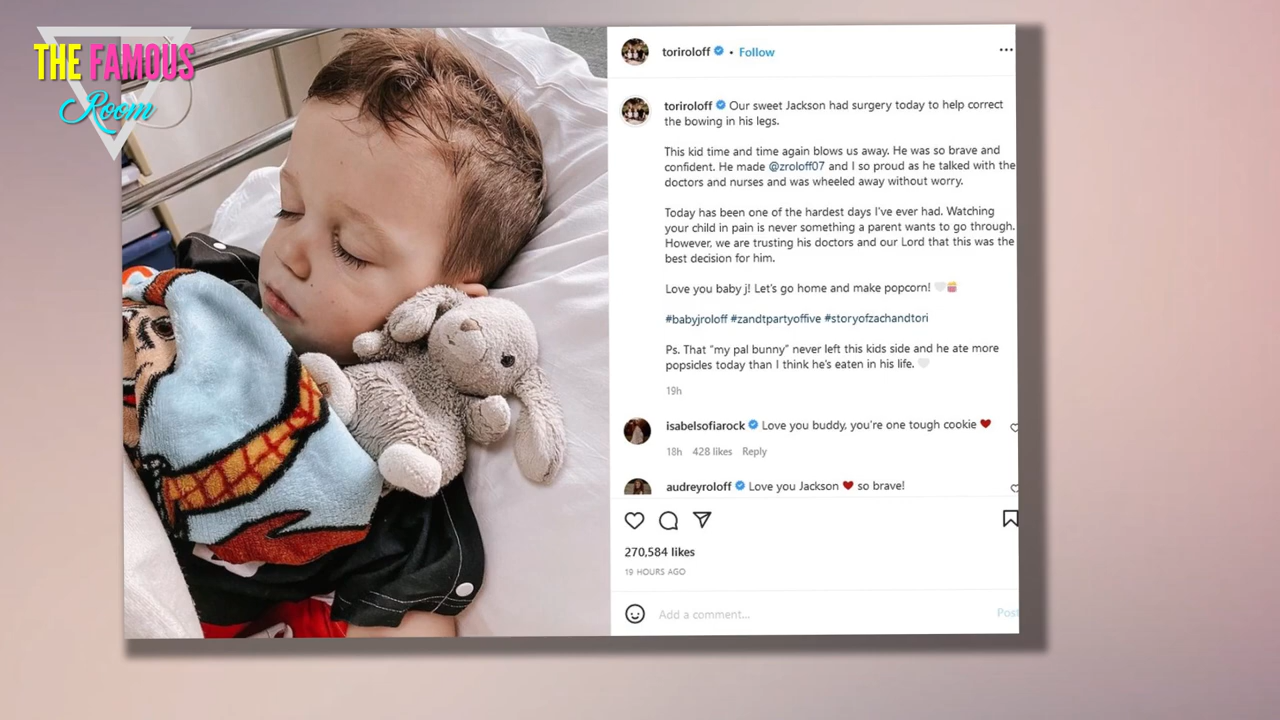 THE FAMOUS
Room
toriroloff • Follow
toriroloff Our sweet Jackson had surgery today to help correct
the bowing in his legs.
This kid time and time again blows us away. He was so brave and
confident. He made @zroloff07 and I so proud as he talked with the
doctors and nurses and was wheeled away without worry.
Today has been one of the hardest days I've ever had. Watching
your child in pain is never something a parent wants to go through.
However, we are trusting his doctors and our Lord that this was the
best decision for him.
Love you baby j! Let's go home and make popcorn! 🤍🍿
#babyjroloff #zandtpartyoffive #storyofzachandtori
Ps. That “my pal bunny” never left this kids side and he ate more
popsicles today than I think he's eaten in his life. 🤍
19h
isabelsofiarock Love you buddy, you're one tough cookie ❤️
18h 428 likes Reply
audreyroloff Love you Jackson ❤️ so brave!
270,584 likes
19 HOURS AGO
Add a comment... Post